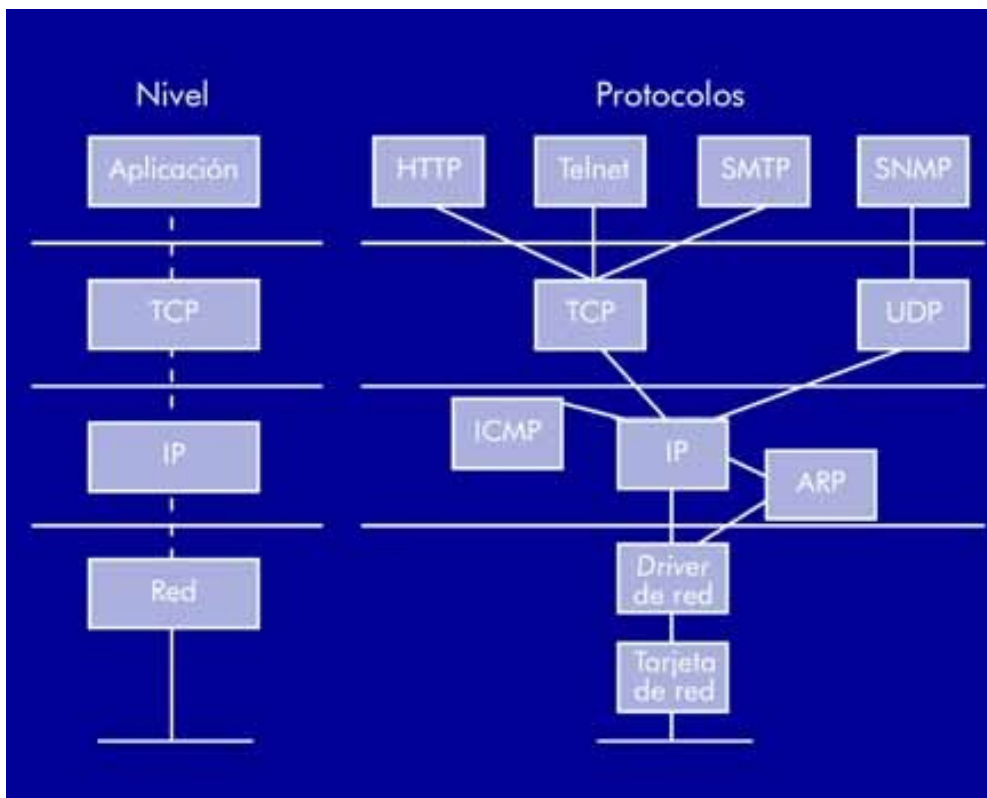 Nivel
Protocolos
Aplicación
HTTP
Telnet
SMTP
SNMP
TCP
TCP
UDP
IP
ICMP
IP
ARP
Red
Driver
de red
Tarjeta
de red